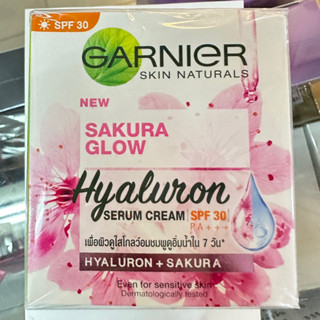 SPF 30
GARNIER
SKIN NATURALS
NEW
SAKURA
GLOW
Hyaluron
SERUM CREAM SPF 30
PA+++
เพื่อผิวดูโกลว์อมชมพูดูอิ่มน้ำใน 7 วัน*
HYALURON + SAKURA
Even for sensitive skin
Dermatologically tested